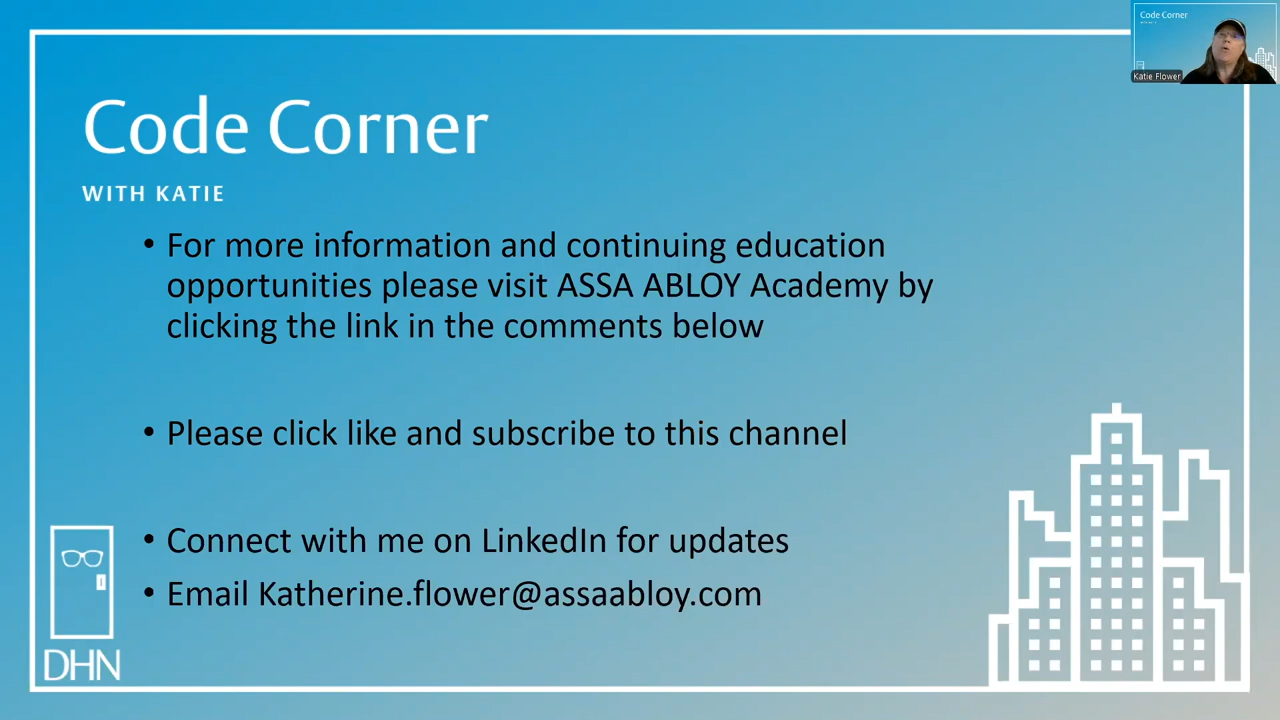 Code Corner
Katie Flower
Code Corner
WITH KATIE
• For more information and continuing education
opportunities please visit ASSA ABLOY Academy by
clicking the link in the comments below
• Please click like and subscribe to this channel
• Connect with me on LinkedIn for updates
• Email Katherine.flower@assaabloy.com
DHN